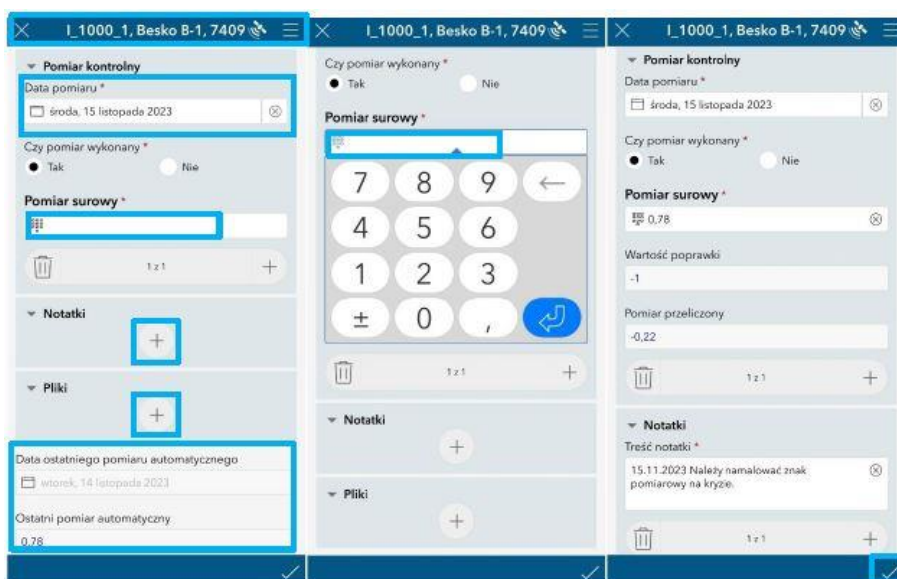 I_1000_1, Besko B-1, 7409
Pomiar kontrolny
Data pomiaru *
środa, 15 listopada 2023
Czy pomiar wykonany *
Tak
Nie
Pomiar surowy *
1 z 1
Notatki
Pliki
Data ostatniego pomiaru automatycznego
wtorek, 14 listopada 2023
Ostatni pomiar automatyczny
0,78
I_1000_1, Besko B-1, 7409
Czy pomiar wykonany *
Tak
Nie
Pomiar surowy *
7 8 9
4 5 6
1 2 3
± 0 ,
1 z 1
Notatki
Pliki
I_1000_1, Besko B-1, 7409
Pomiar kontrolny
Data pomiaru *
środa, 15 listopada 2023
Czy pomiar wykonany *
Tak
Nie
Pomiar surowy *
0,78
Wartość poprawki
-1
Pomiar przeliczony
-0,22
1 z 1
Notatki
Treść notatki *
15.11.2023 Należy namalować znak
pomiarowy na kryzie.
1 z 1